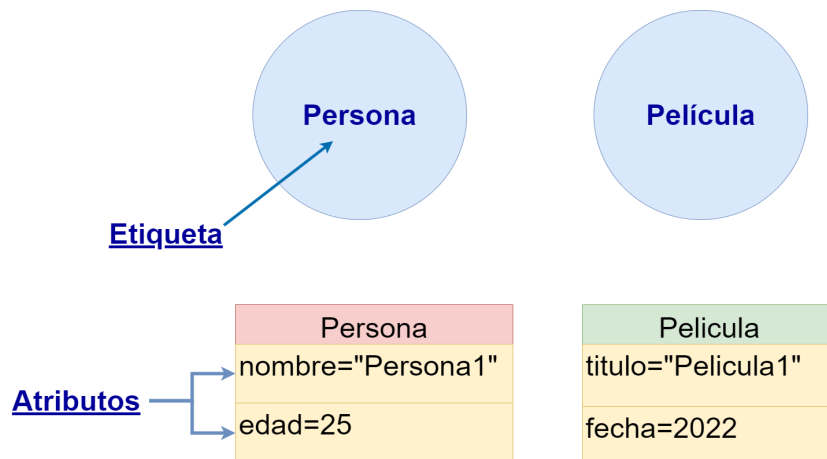 Persona
Película
Etiqueta
Persona
nombre="Persona1"
Atributos
edad=25
Pelicula
titulo="Pelicula1"
fecha=2022